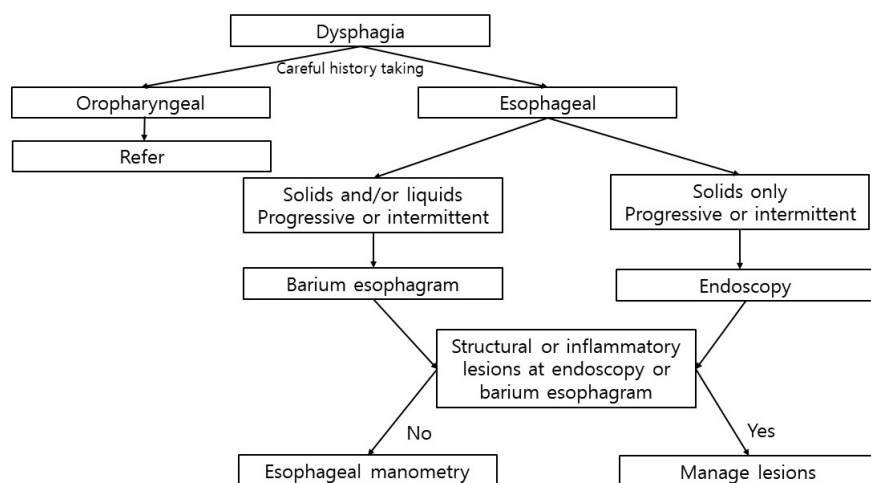 Dysphagia
Careful history taking
Oropharyngeal
Esophageal
Refer
Solids and/or liquids
Progressive or intermittent
Solids only
Progressive or intermittent
Barium esophagram
Endoscopy
Structural or inflammatory
lesions at endoscopy or
barium esophagram
No
Yes
Esophageal manometry
Manage lesions